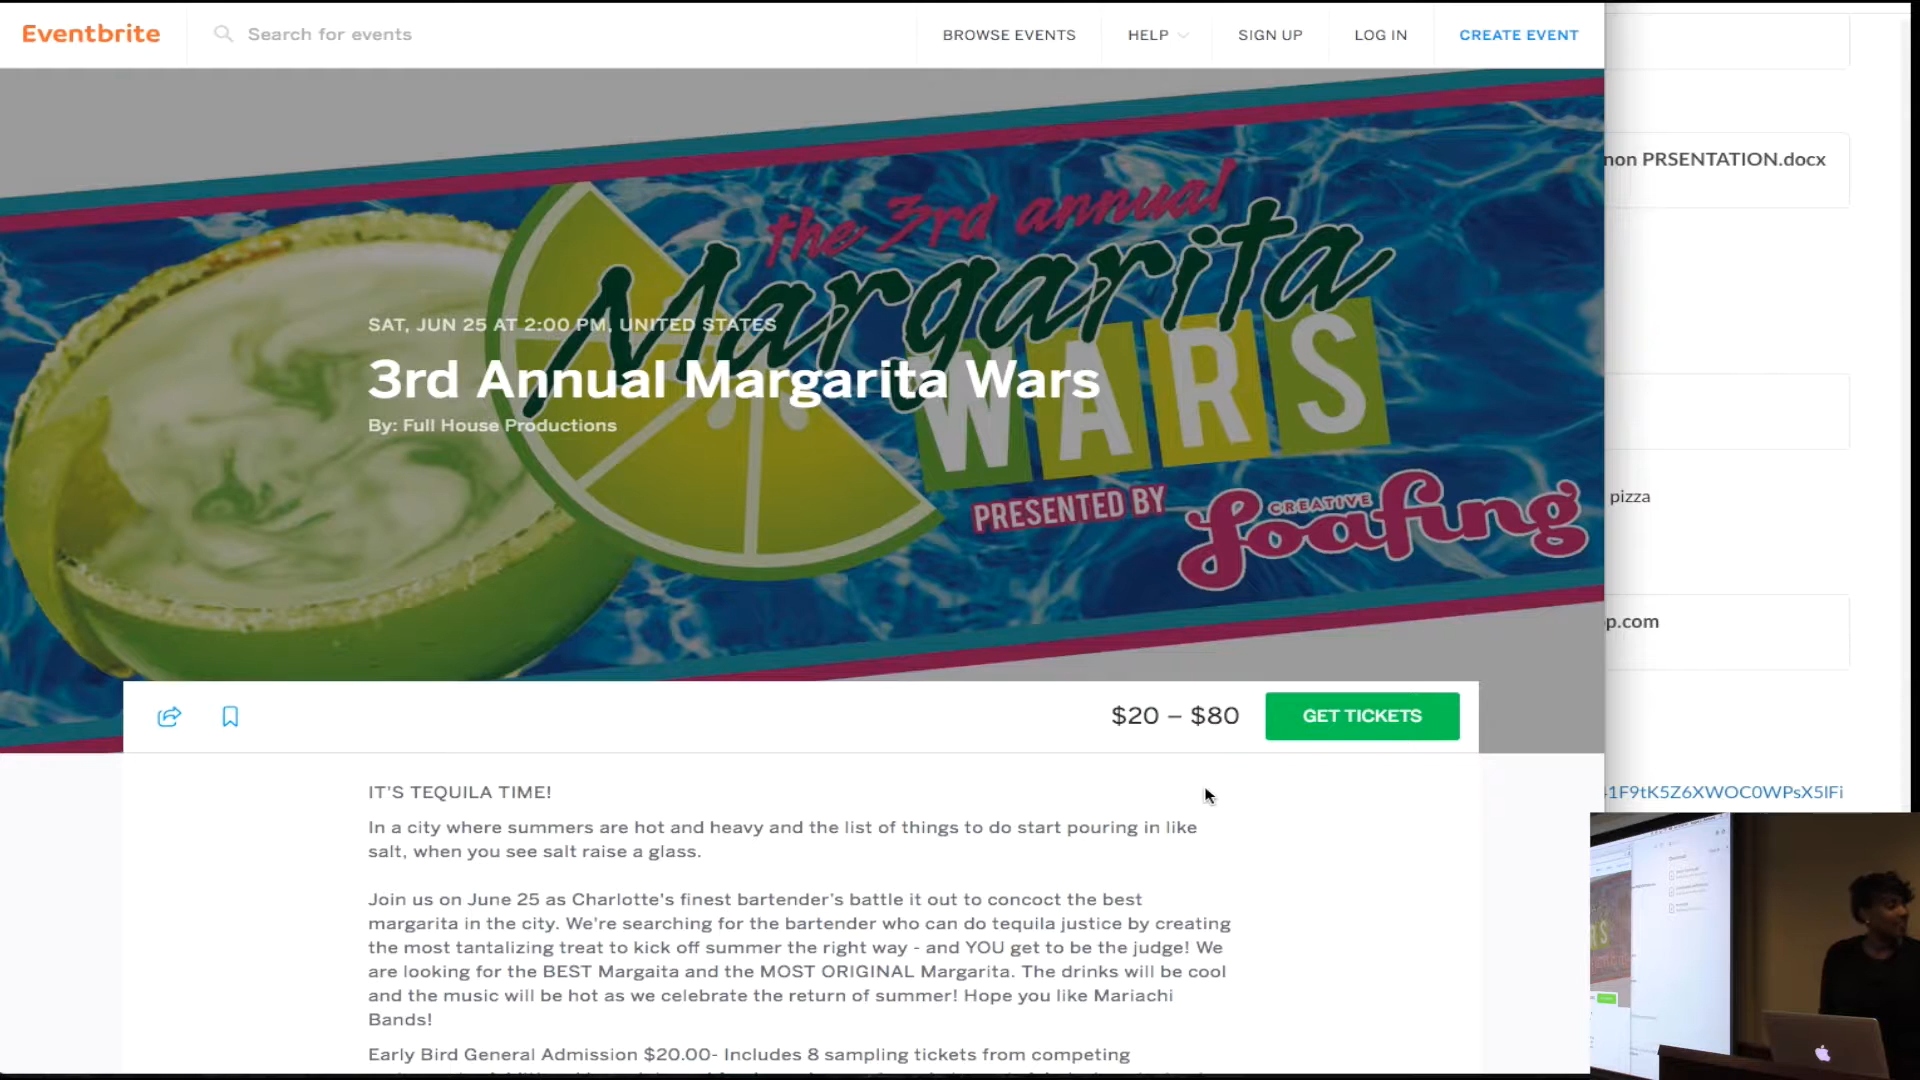 Eventbrite
Search for events
BROWSE EVENTS
HELP
SIGN UP
LOG IN
CREATE EVENT
non PRSENTATION.docx
the 3rd annual
Margarita
WARS
PRESENTED BY
CREATIVE
Loafing
SAT, JUN 25 AT 2:00 PM, UNITED STATES
3rd Annual Margarita Wars
By: Full House Productions
pizza
p.com
$20 – $80
GET TICKETS
IT'S TEQUILA TIME!
In a city where summers are hot and heavy and the list of things to do start pouring in like
salt, when you see salt raise a glass.
Join us on June 25 as Charlotte's finest bartender's battle it out to concoct the best
margarita in the city. We're searching for the bartender who can do tequila justice by creating
the most tantalizing treat to kick off summer the right way - and YOU get to be the judge! We
are looking for the BEST Margaita and the MOST ORIGINAL Margarita. The drinks will be cool
and the music will be hot as we celebrate the return of summer! Hope you like Mariachi
Bands!
Early Bird General Admission $20.00- Includes 8 sampling tickets from competing